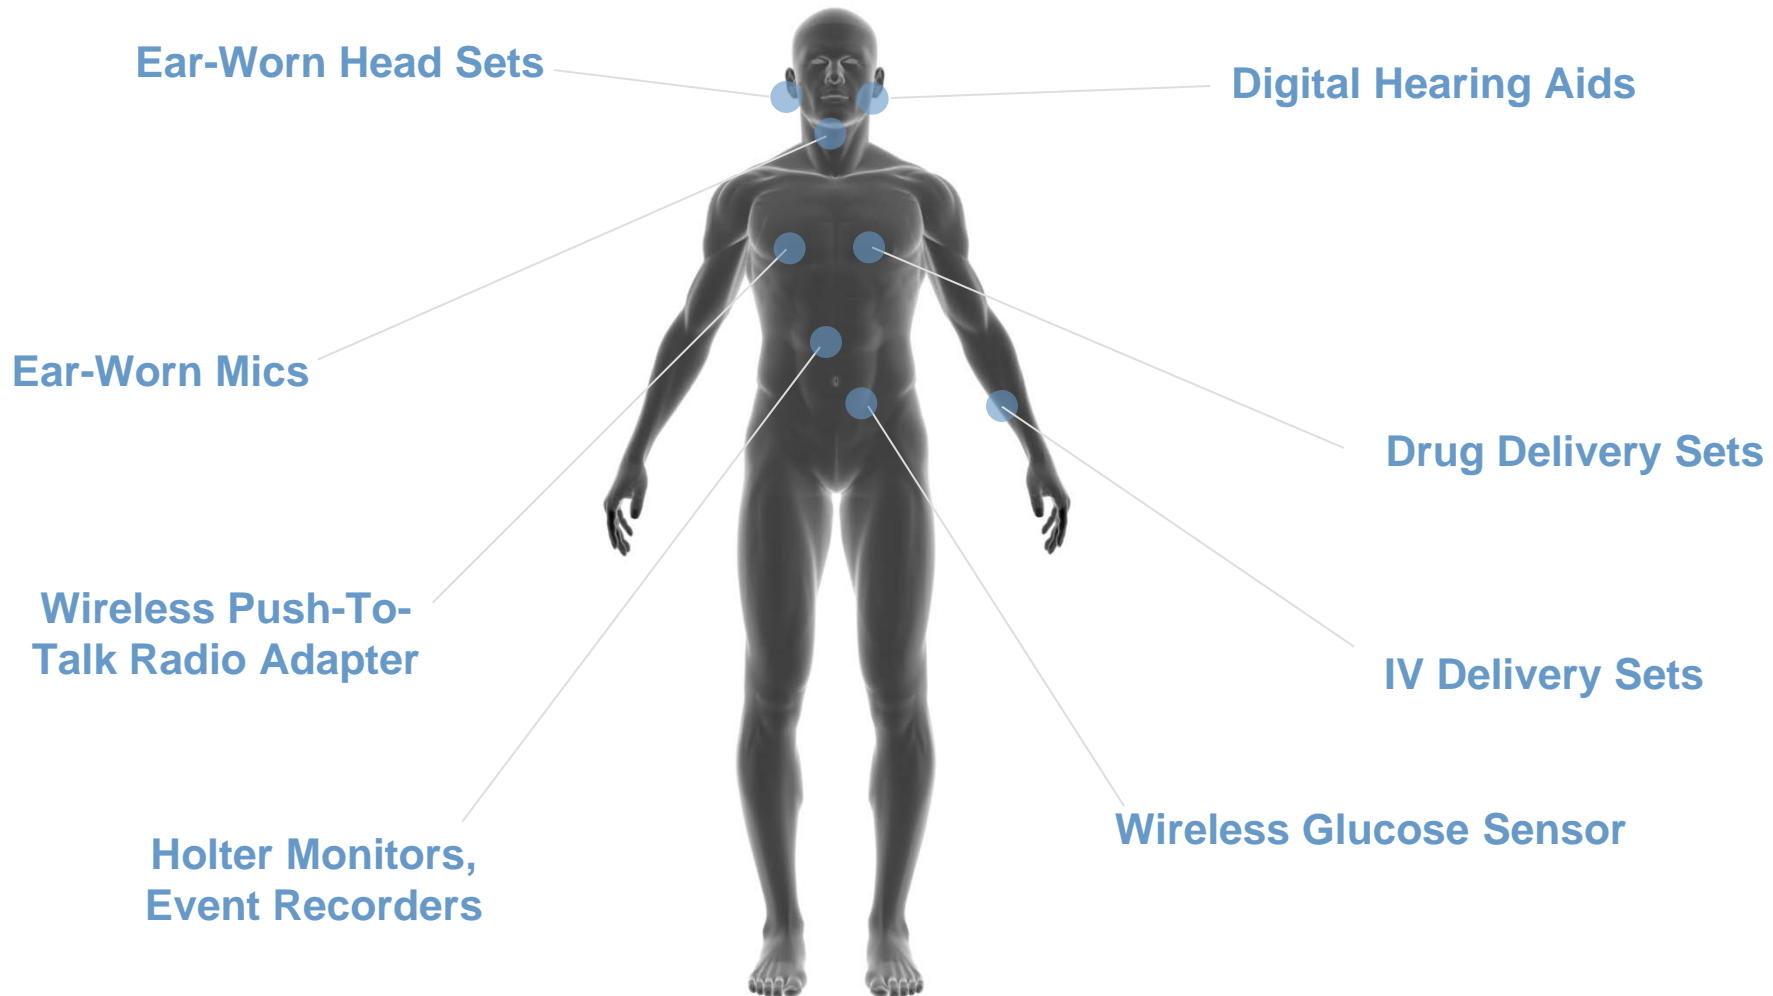 Ear-Worn Head Sets
Digital Hearing Aids
Ear-Worn Mics
Drug Delivery Sets
Wireless Push-To-
Talk Radio Adapter
IV Delivery Sets
Wireless Glucose Sensor
Holter Monitors,
Event Recorders